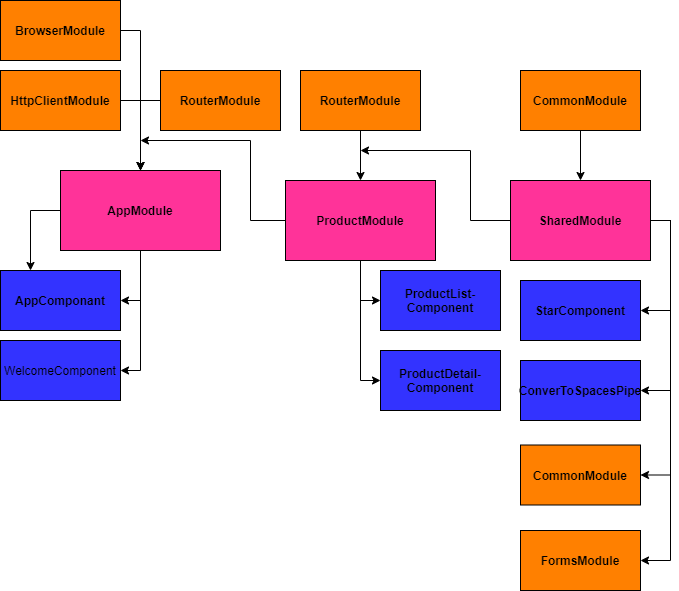 BrowserModule
HttpClientModule
RouterModule
RouterModule
CommonModule
AppModule
ProductModule
SharedModule
AppComponant
ProductList-
Component
StarComponent
WelcomeComponent
ProductDetail-
Component
ConverToSpacesPipe
CommonModule
FormsModule